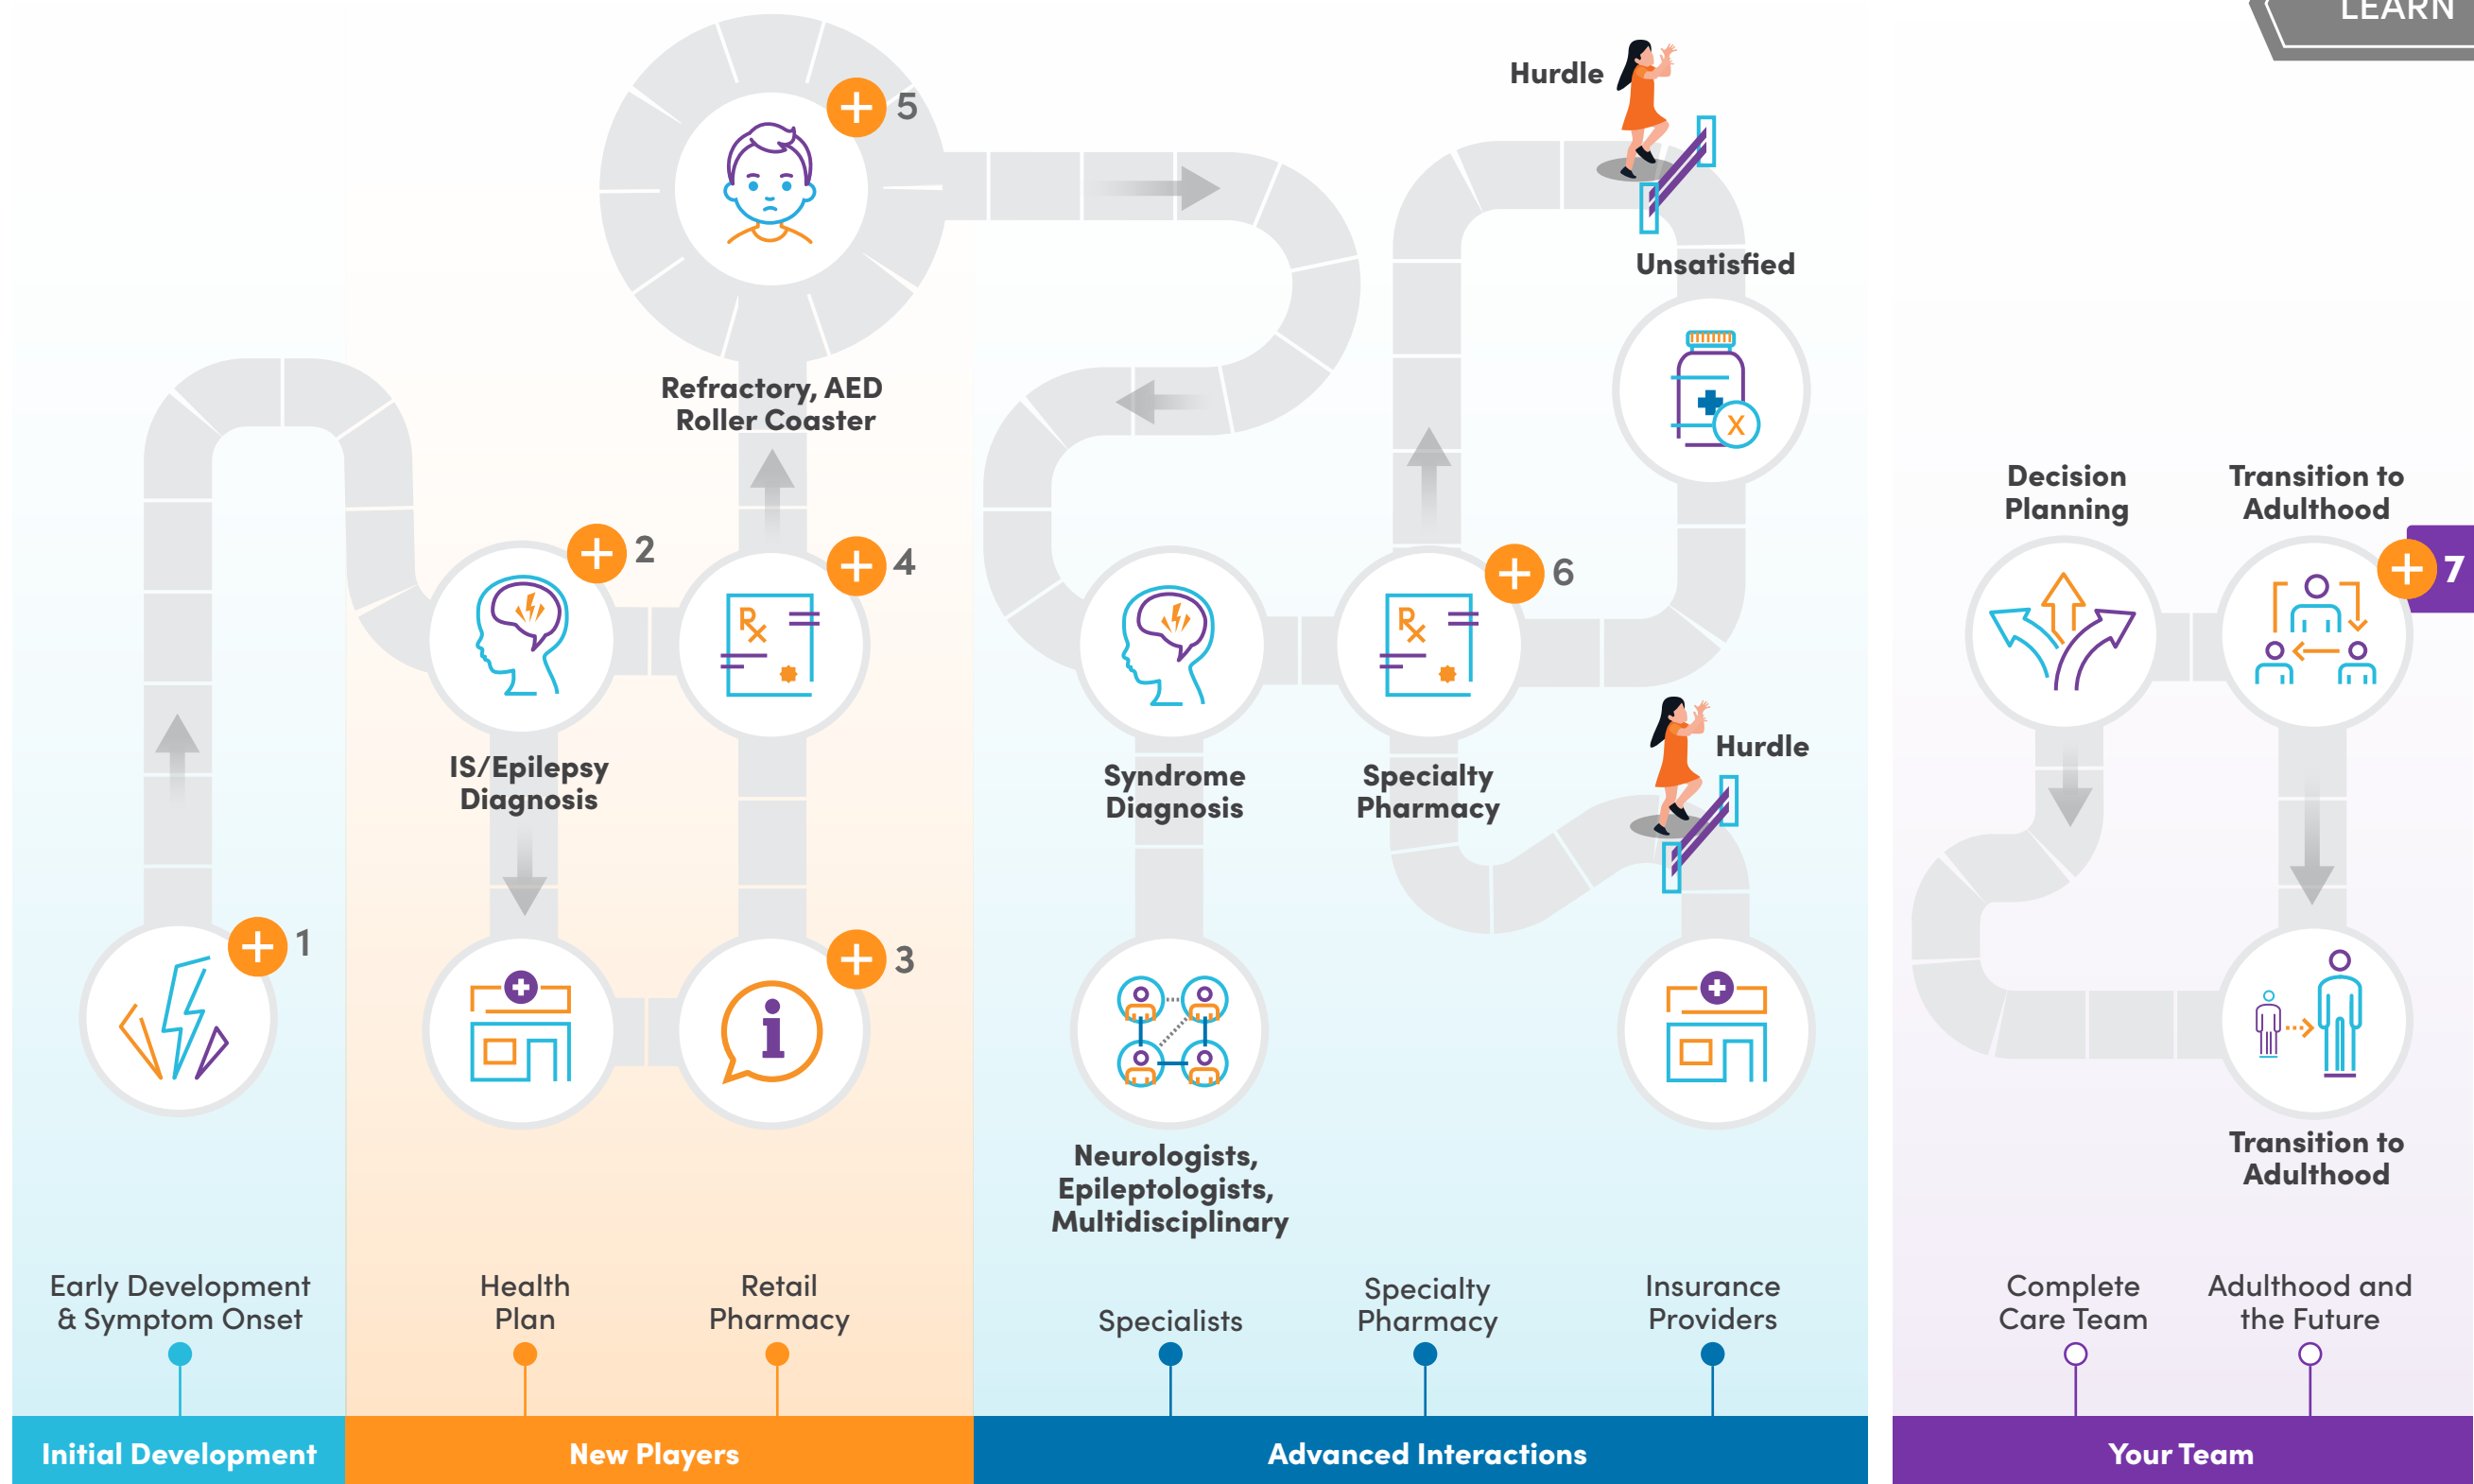 LEARN
Hurdle
5
Unsatisfied
Refractory, AED
Roller Coaster
X
Decision
Planning
Transition to
Adulthood
2
4
6
7
Rx
Rx
IS/Epilepsy
Diagnosis
Syndrome
Diagnosis
Specialty
Pharmacy
Hurdle
1
3
i
Neurologists,
Epileptologists,
Multidisciplinary
Transition to
Adulthood
Early Development
& Symptom Onset
Health
Plan
Retail
Pharmacy
Specialists
Specialty
Pharmacy
Insurance
Providers
Complete
Care Team
Adulthood and
the Future
Initial Development
New Players
Advanced Interactions
Your Team